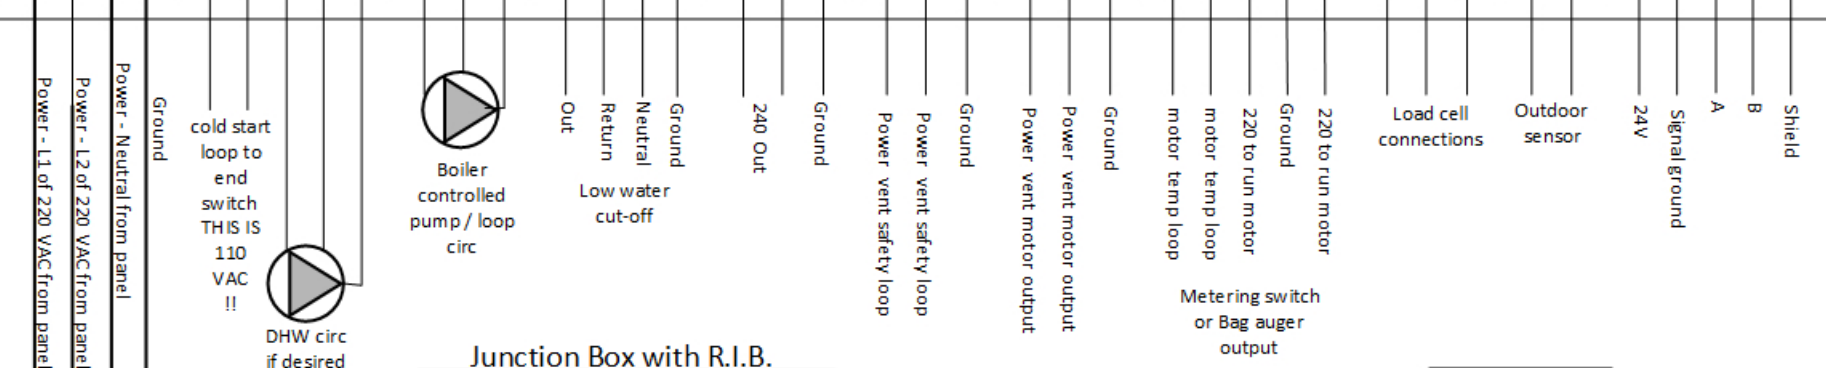 Power - L1 of 220 VAC from panel
Power - L2 of 220 VAC from panel
Power - Neutral from panel
Ground
cold start
loop to
end
switch
THIS IS
110
VAC
!!
DHW circ
if desired
Boiler
controlled
pump / loop
circ
Out
Return
Neutral
Ground
Low water
cut-off
240 Out
Ground
Power vent safety loop
Power vent safety loop
Ground
Power vent motor output
Power vent motor output
Ground
motor temp loop
motor temp loop
220 to run motor
Ground
220 to run motor
Metering switch
or Bag auger
output
Load cell
connections
Outdoor
sensor
24V
Signal ground
A
B
Shield
Junction Box with R.I.B.